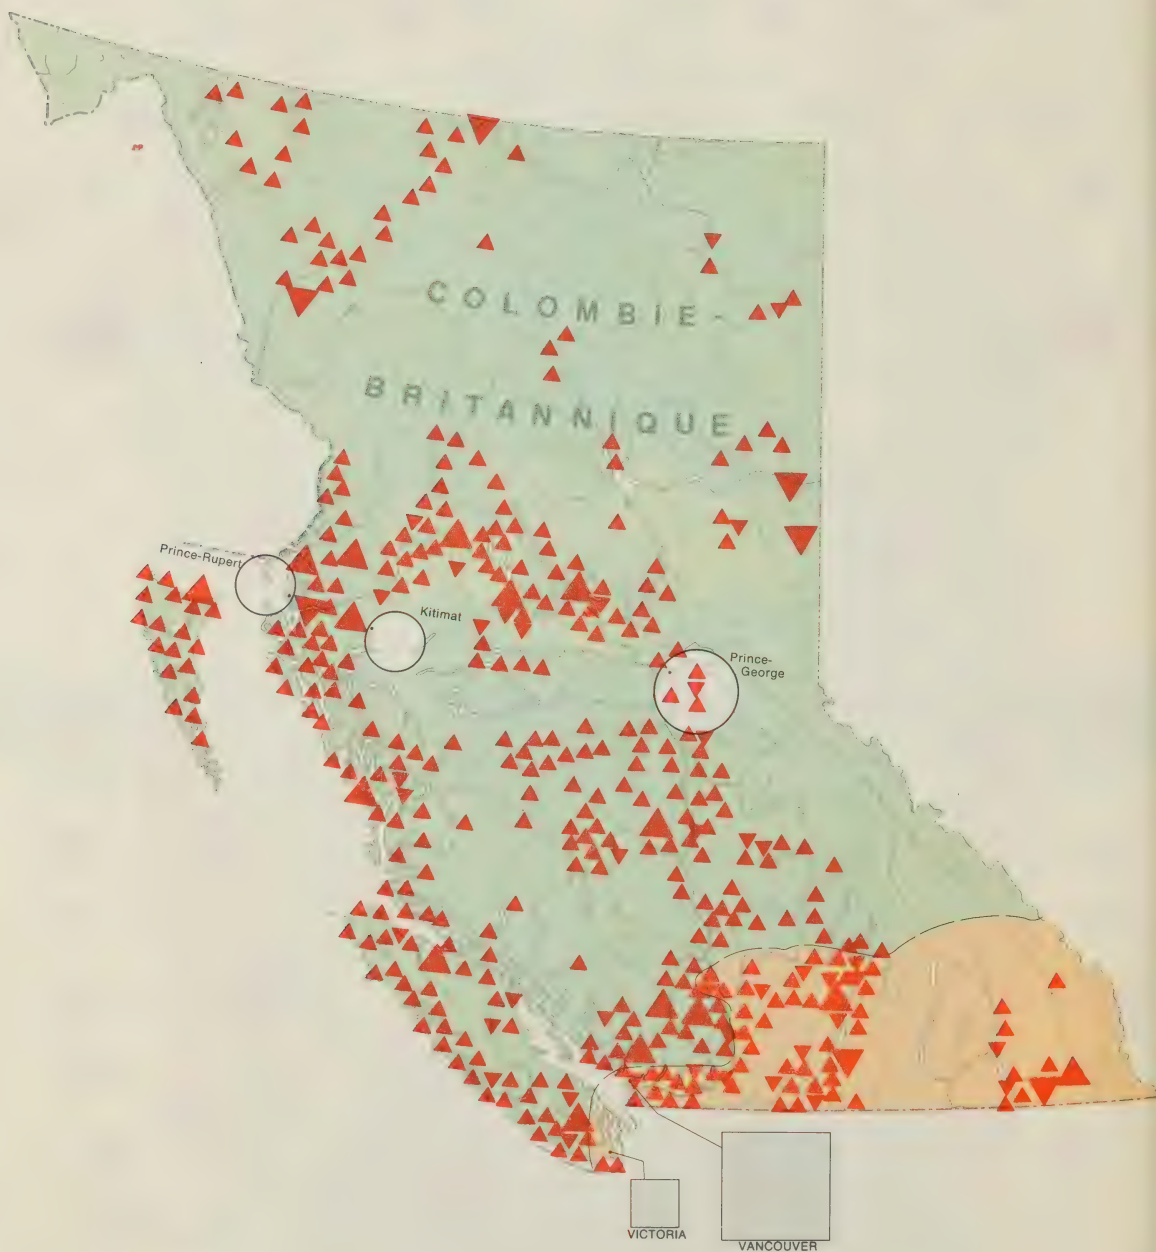 COLOMBIE-
BRITANNIQUE
Prince-Rupert
Kitimat
Prince-
George
VICTORIA
VANCOUVER